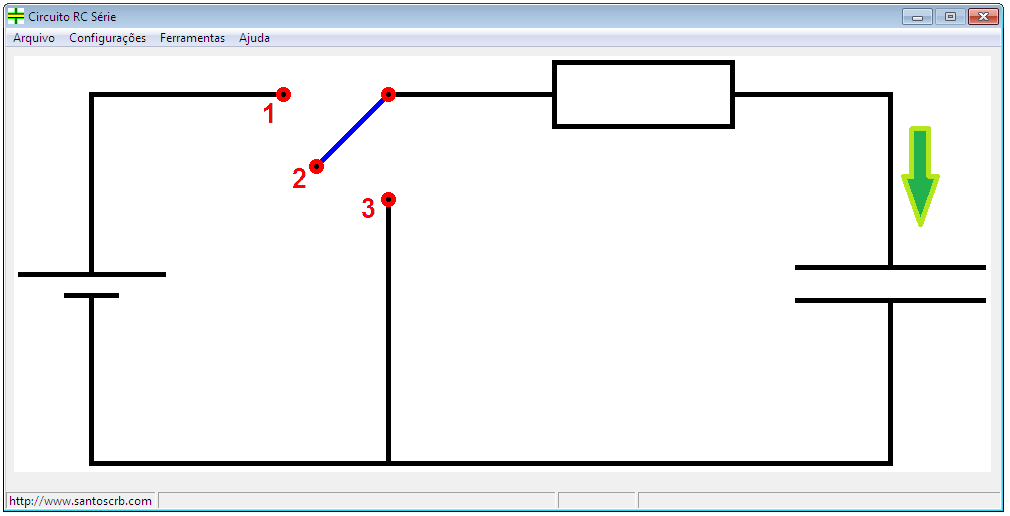 Circuito RC Série
Arquivo Configurações Ferramentas Ajuda
1
2
3
http://www.santoscrb.com